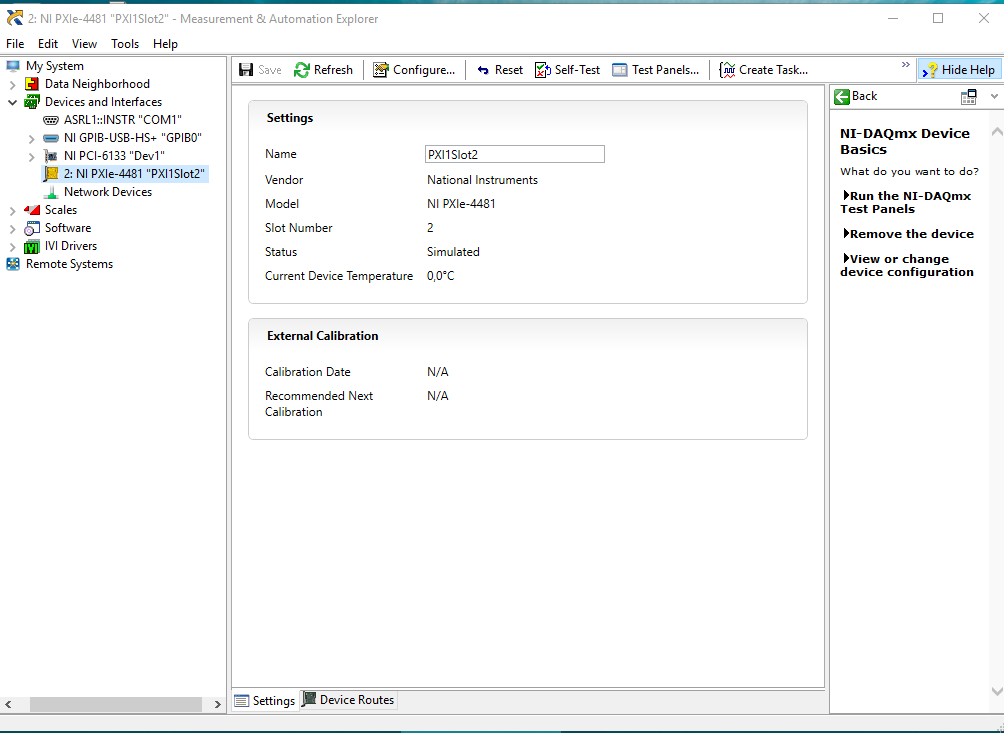 2: NI PXIe-4481 "PXI1Slot2" - Measurement & Automation Explorer
File Edit View Tools Help
My System
Data Neighborhood
Devices and Interfaces
ASRL1::INSTR "COM1"
NI GPIB-USB-HS+ "GPIB0"
NI PCI-6133 "Dev1"
2: NI PXIe-4481 "PXI1Slot2"
Network Devices
Scales
Software
IVI Drivers
Remote Systems
Save Refresh Configure... Reset Self-Test Test Panels... Create Task... » Hide Help
Settings
Name PXI1Slot2
Vendor National Instruments
Model NI PXIe-4481
Slot Number 2
Status Simulated
Current Device Temperature 0,0°C
External Calibration
Calibration Date N/A
Recommended Next N/A
Calibration
Settings Device Routes
Back
NI-DAQmx Device
Basics
What do you want to do?
Run the NI-DAQmx
Test Panels
Remove the device
View or change
device configuration